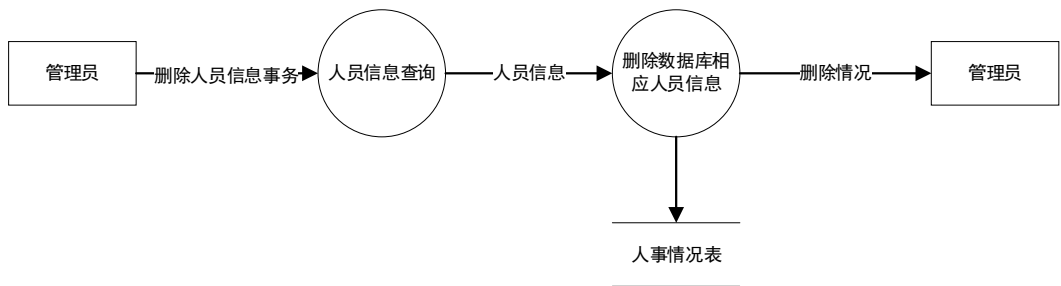 管理员
删除人员信息事务
人员信息查询
人员信息
删除数据库相
应人员信息
删除情况
管理员
人事情况表